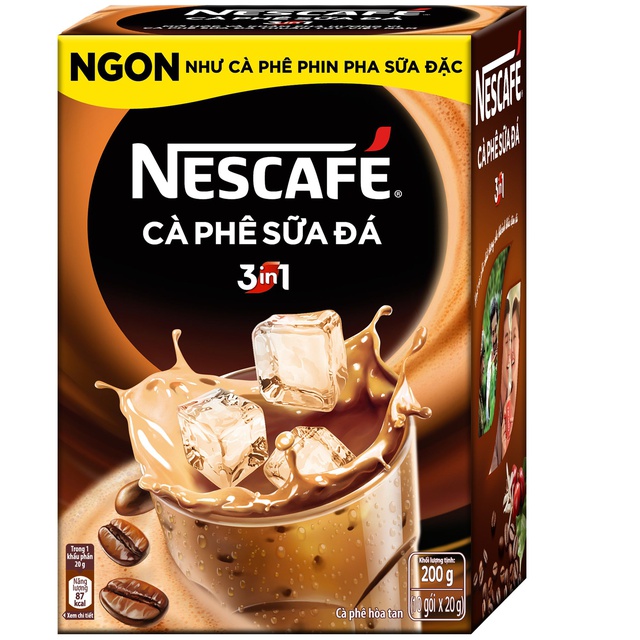 NGON NHƯ CÀ PHÊ PHIN PHA SỮA ĐẶC
NESCAFÉ®
CÀ PHÊ SỮA ĐÁ
3in1
Trong 1
khẩu phần
20 g
Năng
lượng
87
kcal
Xem chi tiết
Cà phê hòa tan
Khối lượng tịnh:
200 g
(10 gói x 20 g)
NESCAFÉ
CÀ PHÊ SỮA ĐÁ
3in1